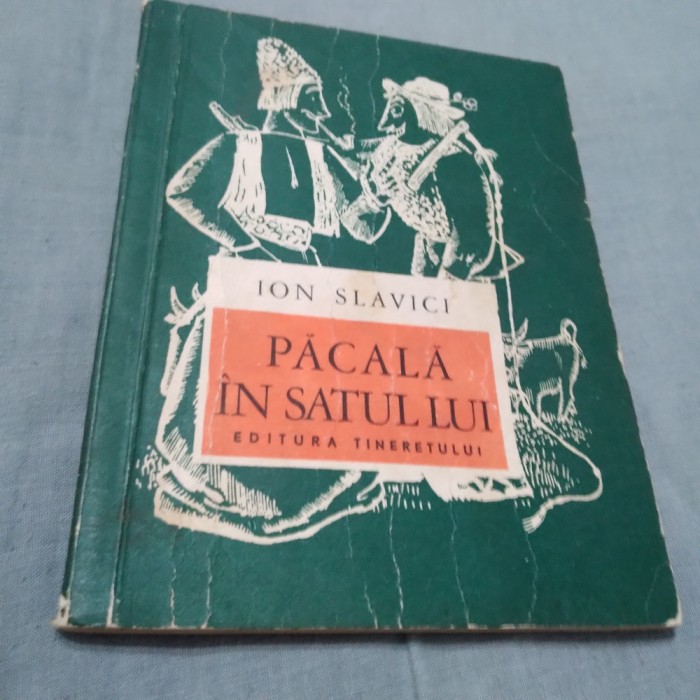 ION SLAVICI
PĂCALĂ
ÎN SATUL LUI
EDITURA TINERETULUI